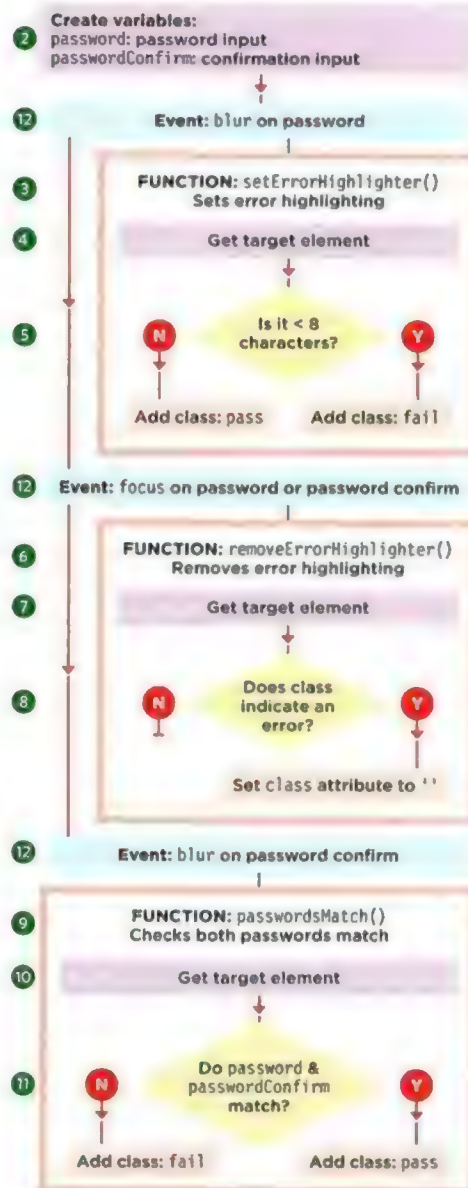 Create variables:
2 password: password input
passwordConfirm: confirmation input
12 Event: blur on password
3 FUNCTION: setErrorHighlighter()
Sets error highlighting
4 Get target element
5 N Is it < 8 Y
characters?
Add class: pass Add class: fail
12 Event: focus on password or password confirm
6 FUNCTION: removeErrorHighlighter()
Removes error highlighting
7 Get target element
8 N Does class Y
indicate an
error?
Set class attribute to ''
12 Event: blur on password confirm
9 FUNCTION: passwordsMatch()
Checks both passwords match
10 Get target element
11 N Do password & Y
passwordConfirm
match?
Add class: fail Add class: pass